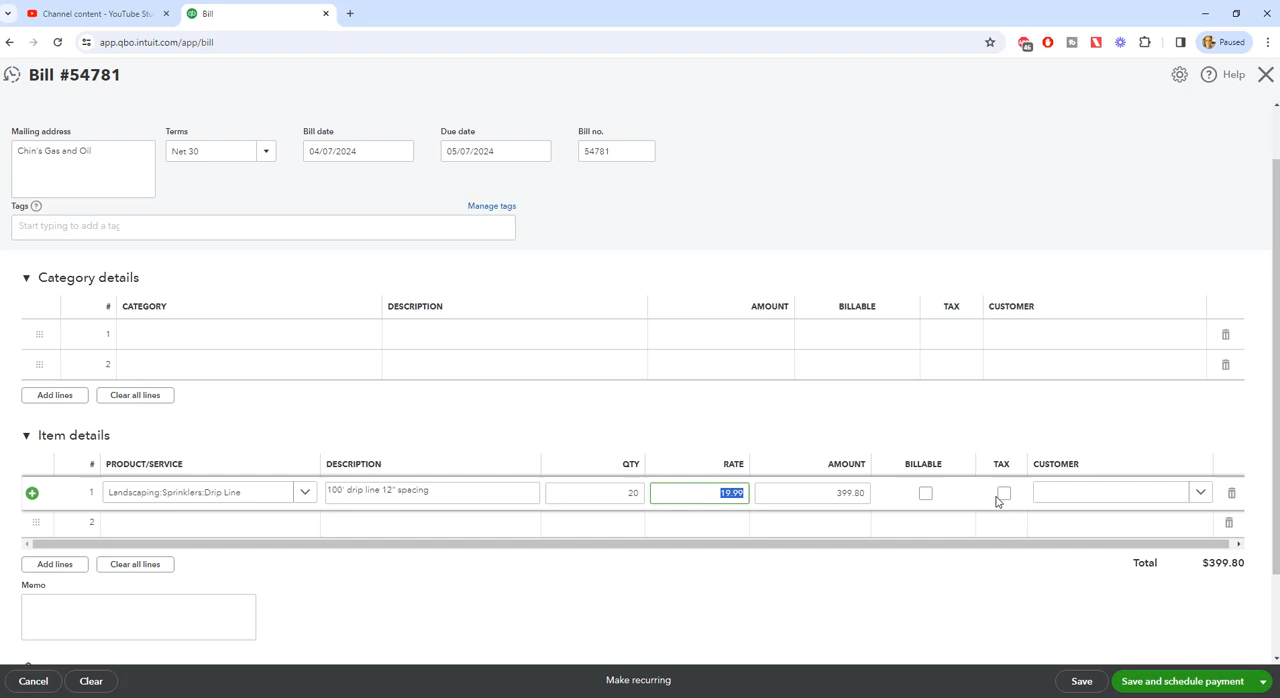 Channel content - YouTube Stu
Bill
app.qbo.intuit.com/app/bill
46
Paused
Bill #54781
Help
Mailing address
Terms
Bill date
Due date
Bill no.
Chin's Gas and Oil
Net 30
04/07/2024
05/07/2024
54781
Tags
Manage tags
Start typing to add a tag
Category details
# CATEGORY DESCRIPTION AMOUNT BILLABLE TAX CUSTOMER
1
2
Add lines
Clear all lines
Item details
# PRODUCT/SERVICE DESCRIPTION QTY RATE AMOUNT BILLABLE TAX CUSTOMER
1 Landscaping:Sprinklers:Drip Line 100' drip line 12" spacing 20 19.99 399.80
2
Add lines
Clear all lines
Total $399.80
Memo
Cancel
Clear
Make recurring
Save
Save and schedule payment